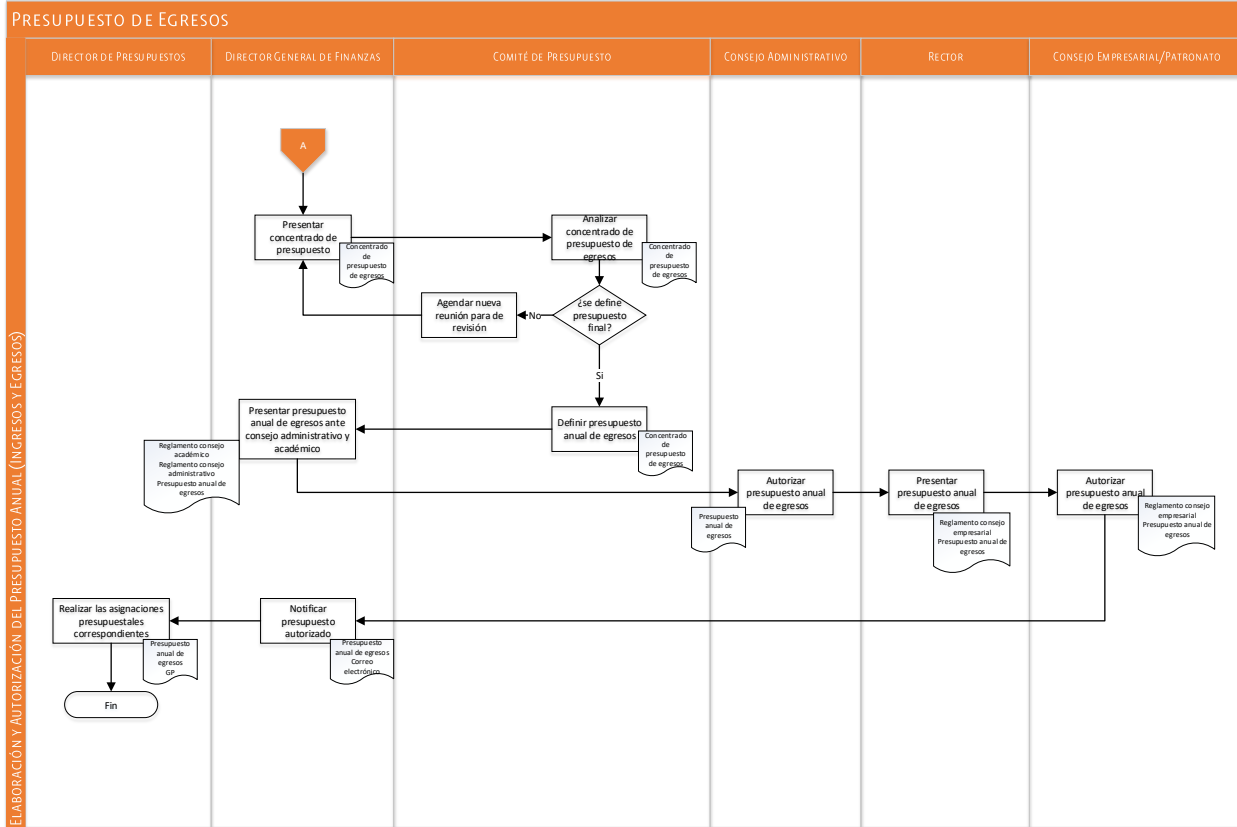 PRESUPUESTO DE EGRESOS
ELABORACIÓN Y AUTORIZACIÓN DEL PRESUPUESTO ANUAL (INGRESOS Y EGRESOS)
DIRECTOR DE PRESUPUESTOS
DIRECTOR GENERAL DE FINANZAS
COMITÉ DE PRESUPUESTO
CONSEJO ADMINISTRATIVO
RECTOR
CONSEJO EMPRESARIAL/PATRONATO
A
Presentar
concentrado de
presupuesto
Concentrado
de
presupuesto
de egresos
Analizar
concentrado de
presupuesto de
egresos
Concentrado
de
presupuesto
de egresos
Agendar nueva
reunión para de
revisión
No
¿se define
presupuesto
final?
Si
Presentar presupuesto
anual de egresos ante
consejo administrativo y
académico
Reglamento consejo
académico
Reglamento consejo
administrativo
Presupuesto anual de
egresos
Definir presupuesto
anual de egresos
Concentrado
de
presupuesto
de egresos
Autorizar
presupuesto anual
de egresos
Presupuesto
anual de
egresos
Presentar
presupuesto anual
de egresos
Reglamento consejo
empresarial
Presupuesto anual de
egresos
Autorizar
presupuesto anual
de egresos
Reglamento consejo
empresarial
Presupuesto anual de
egresos
Realizar las asignaciones
presupuestales
correspondientes
Presupuesto
anual de
egresos
GP
Notificar
presupuesto
autorizado
Presupuesto
anual de egresos
Correo
electrónico
Fin